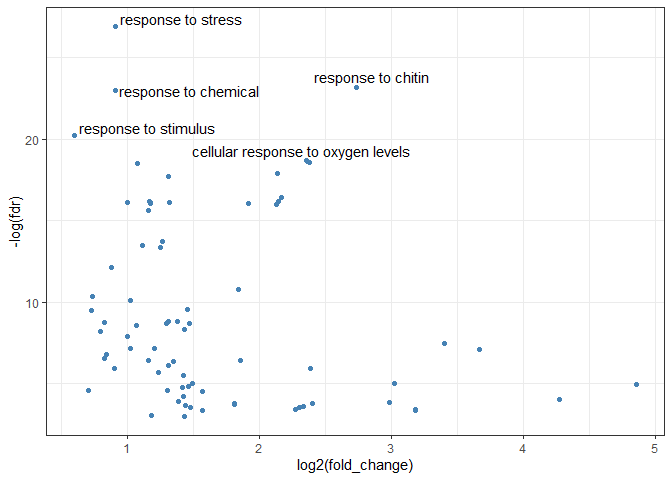 response to stress
response to chitin
response to chemical
response to stimulus
cellular response to oxygen levels
20
10
-log(fdr)
1 2 3 4 5
log2(fold_change)